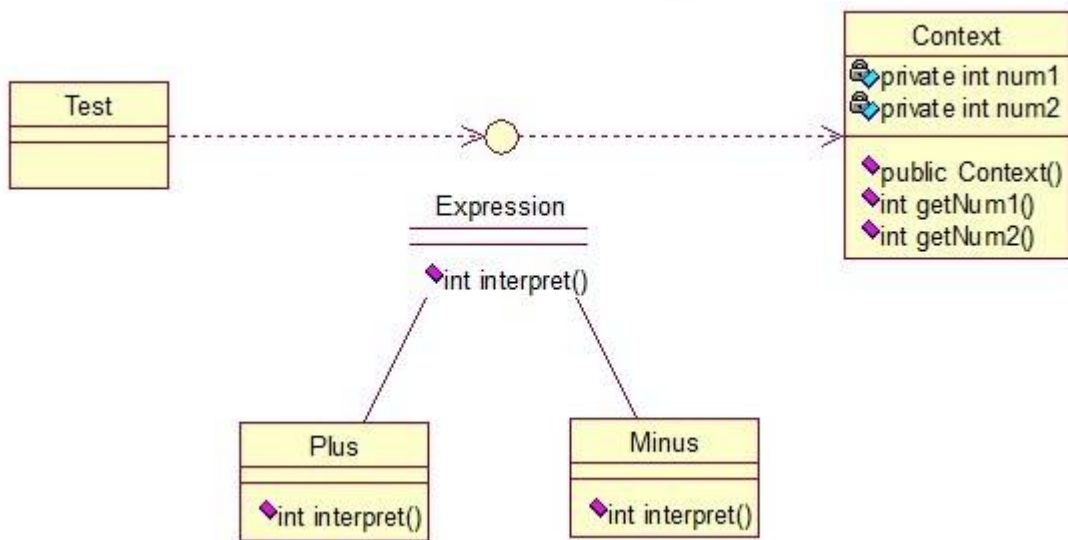 Test
Expression
int interpret()
Context
private int num1
private int num2
public Context()
int getNum1()
int getNum2()
Plus
int interpret()
Minus
int interpret()